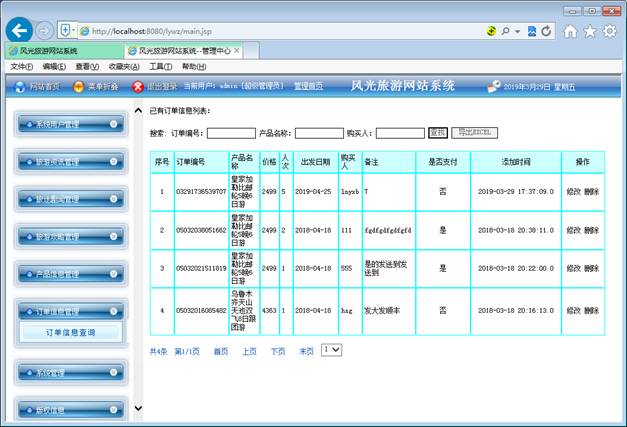 http://localhost:8080/lywz/main.jsp
风光旅游网站系统
风光旅游网站系统--管理中心
文件(F) 编辑(E) 查看(V) 收藏夹(A) 工具(T) 帮助(H)
网站首页 菜单折叠 退出登录 当前用户：admin [超级管理员] 管理首页 风光旅游网站系统 2019年3月29日 星期五
系统用户管理
旅游资讯管理
旅游攻略管理
产品信息管理
订单信息管理
订单信息查询
系统管理
版权信息
已有订单信息列表：
搜索: 订单编号: 产品名称: 购买人: 查找 导出EXCEL
序号 订单编号 产品名称 价格 人次 出发日期 购买人 备注 是否支付 添加时间 操作
1 03291736539707 皇家加勒比邮轮5晚6日游 2499 5 2019-04-25 lnyxb 7 否 2019-03-29 17:37:09.0 修改 删除
2 05032038051662 皇家加勒比邮轮5晚6日游 2499 2 2018-04-18 111 fgdfgdfgdfgfd 是 2018-03-18 20:38:11.0 修改 删除
3 05032021511819 皇家加勒比邮轮5晚6日游 2499 1 2018-04-18 555 是的发送到发送到 是 2018-03-18 20:22:00.0 修改 删除
4 05032016085482 乌鲁木齐天山天池双飞8日跟团游 4363 1 2018-04-18 hsg 发大发顺丰 否 2018-03-18 20:16:13.0 修改 删除
共4条 第1/1页 首页 上页 下页 末页 1